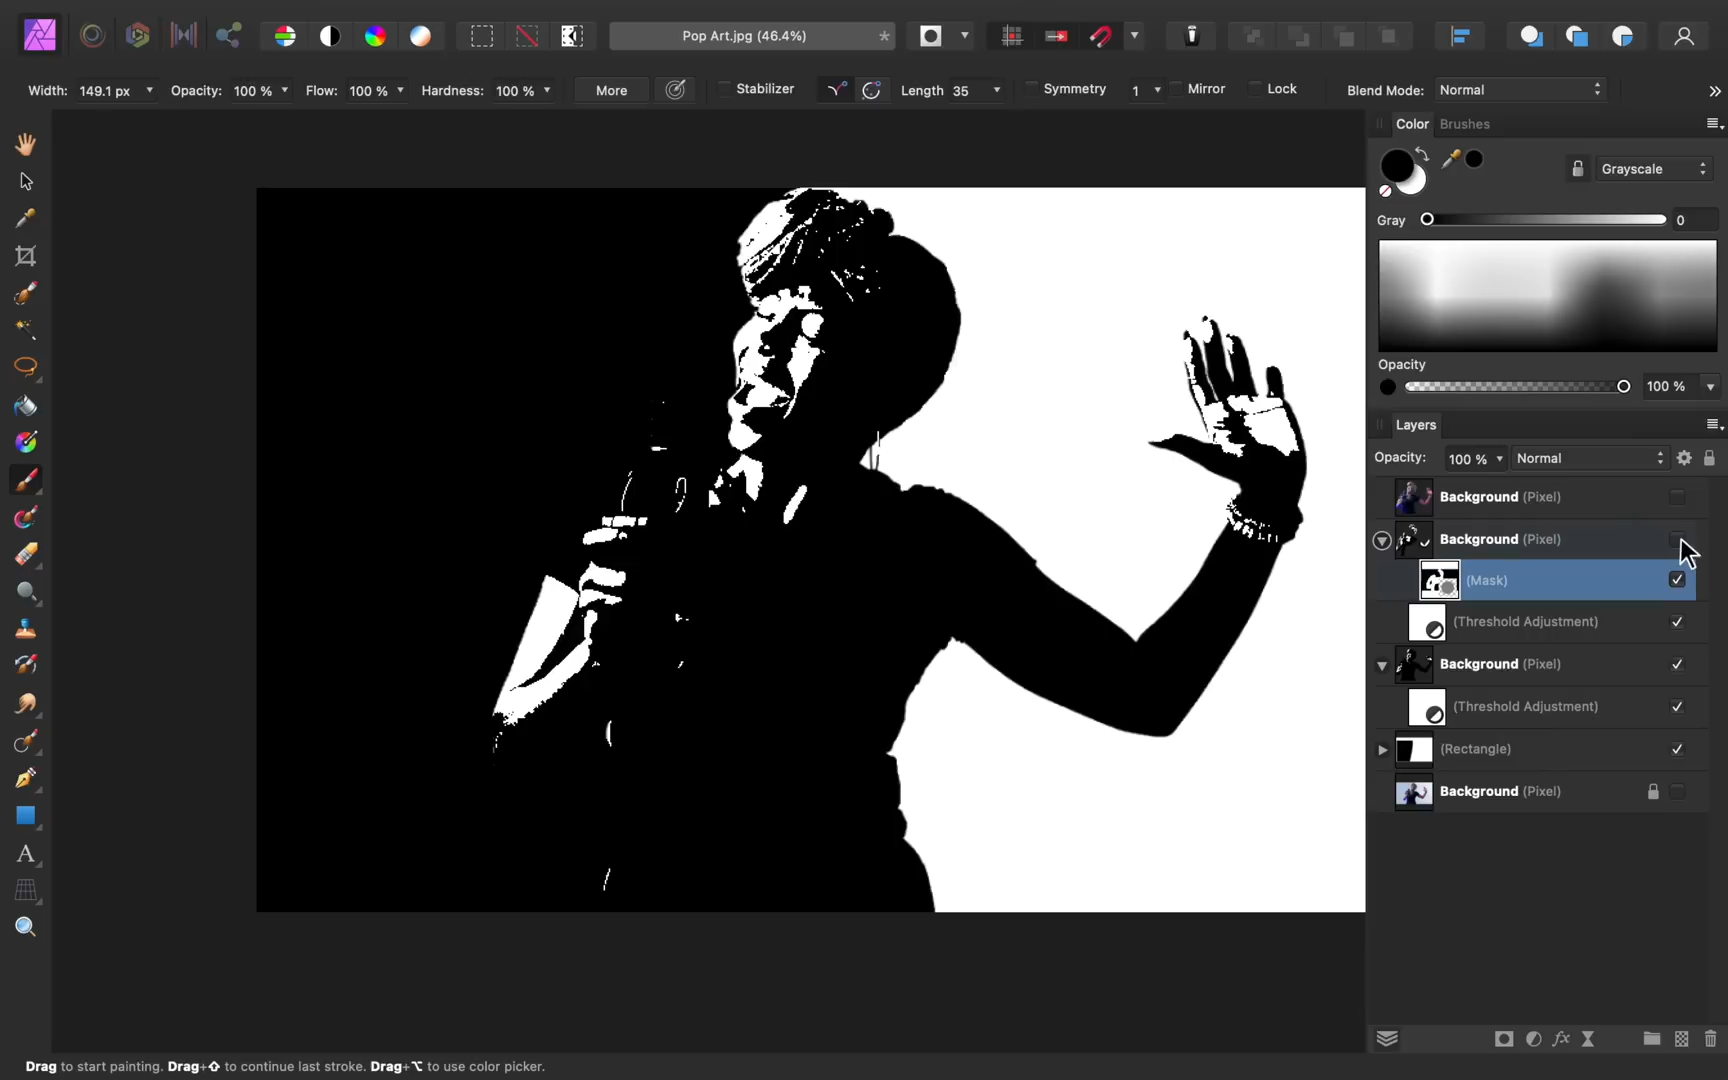 Pop Art.jpg (46.4%)
*
Width: 149.1 px Opacity: 100 % Flow: 100 % Hardness: 100 % More Stabilizer Length 35 Symmetry 1 Mirror Lock Blend Mode: Normal
Color Brushes
Grayscale
Gray 0
Opacity
100 %
Layers
Opacity: 100 % Normal
Background (Pixel)
Background (Pixel)
(Mask)
(Threshold Adjustment)
Background (Pixel)
(Threshold Adjustment)
(Rectangle)
Background (Pixel)
A
fx
Drag to start painting. Drag+⇧ to continue last stroke. Drag+⌥ to use color picker.